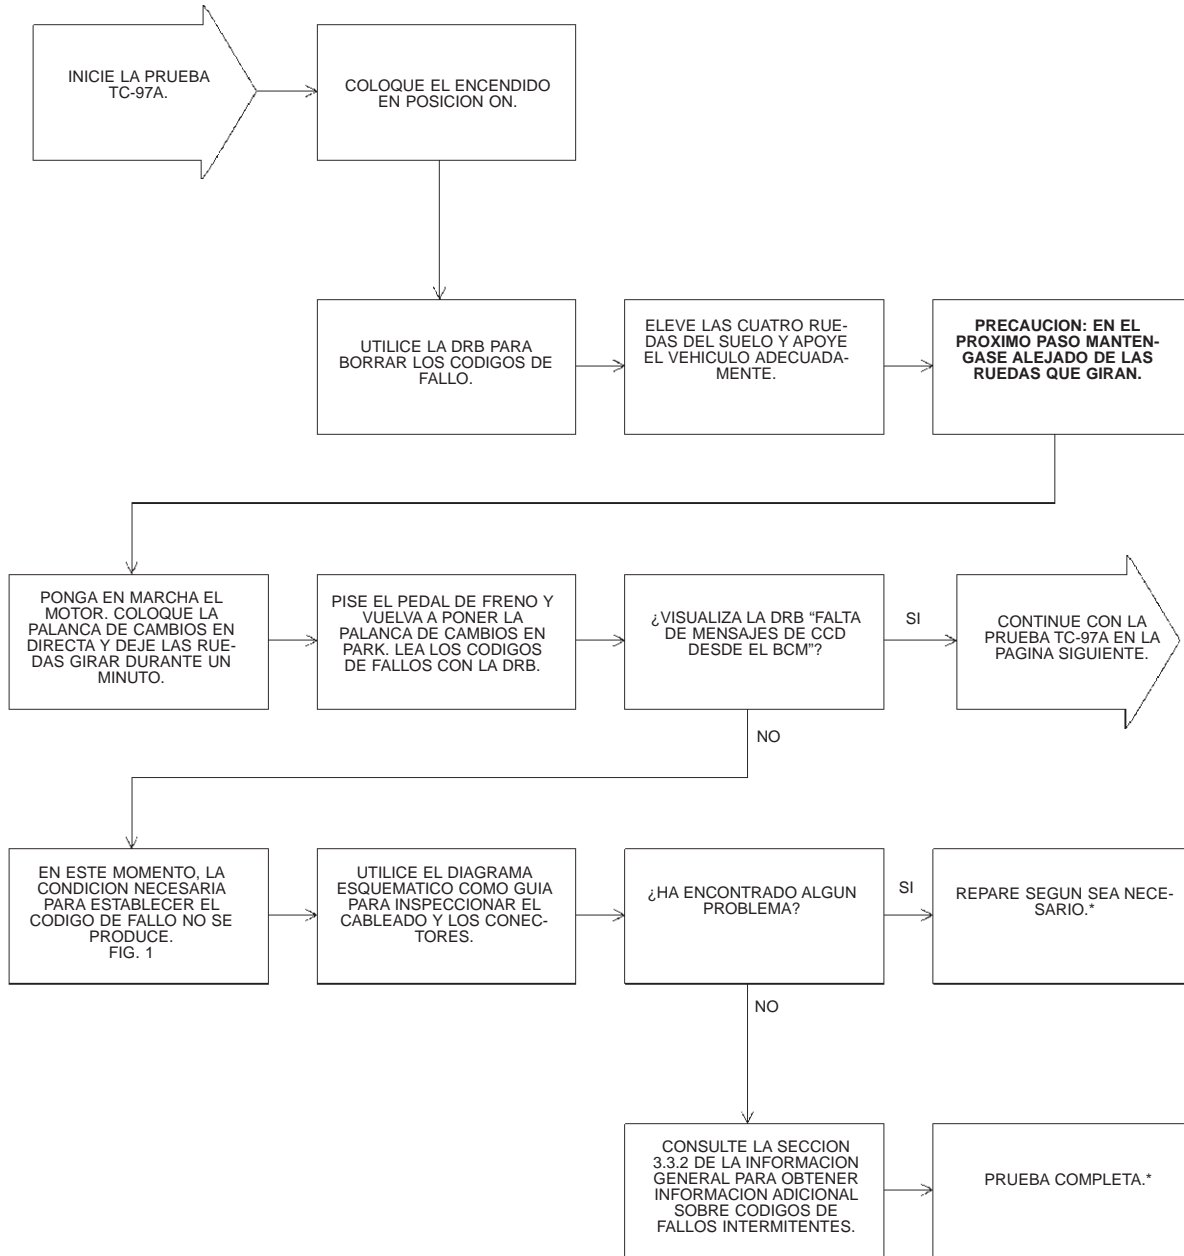 INICIE LA PRUEBA
TC-97A.
COLOQUE EL ENCENDIDO
EN POSICION ON.
UTILICE LA DRB PARA
BORRAR LOS CODIGOS DE
FALLO.
ELEVE LAS CUATRO RUE-
DAS DEL SUELO Y APOYE
EL VEHICULO ADECUADA-
MENTE.
PRECAUCION: EN EL
PROXIMO PASO MANTEN-
GASE ALEJADO DE LAS
RUEDAS QUE GIRAN.
PONGA EN MARCHA EL
MOTOR. COLOQUE LA
PALANCA DE CAMBIOS EN
DIRECTA Y DEJE LAS RUE-
DAS GIRAR DURANTE UN
MINUTO.
PISE EL PEDAL DE FRENO Y
VUELVA A PONER LA
PALANCA DE CAMBIOS EN
PARK. LEA LOS CODIGOS
DE FALLOS CON LA DRB.
¿VISUALIZA LA DRB “FALTA
DE MENSAJES DE CCD
DESDE EL BCM”?
SI
CONTINUE CON LA
PRUEBA TC-97A EN LA
PAGINA SIGUIENTE.
NO
EN ESTE MOMENTO, LA
CONDICION NECESARIA
PARA ESTABLECER EL
CODIGO DE FALLO NO SE
PRODUCE.
FIG. 1
UTILICE EL DIAGRAMA
ESQUEMATICO COMO GUIA
PARA INSPECCIONAR EL
CABLEADO Y LOS CONEC-
TORES.
¿HA ENCONTRADO ALGUN
PROBLEMA?
SI
REPARE SEGUN SEA NECE-
SARIO.*
NO
CONSULTE LA SECCION
3.3.2 DE LA INFORMACION
GENERAL PARA OBTENER
INFORMACION ADICIONAL
SOBRE CODIGOS DE
FALLOS INTERMITENTES.
PRUEBA COMPLETA.*